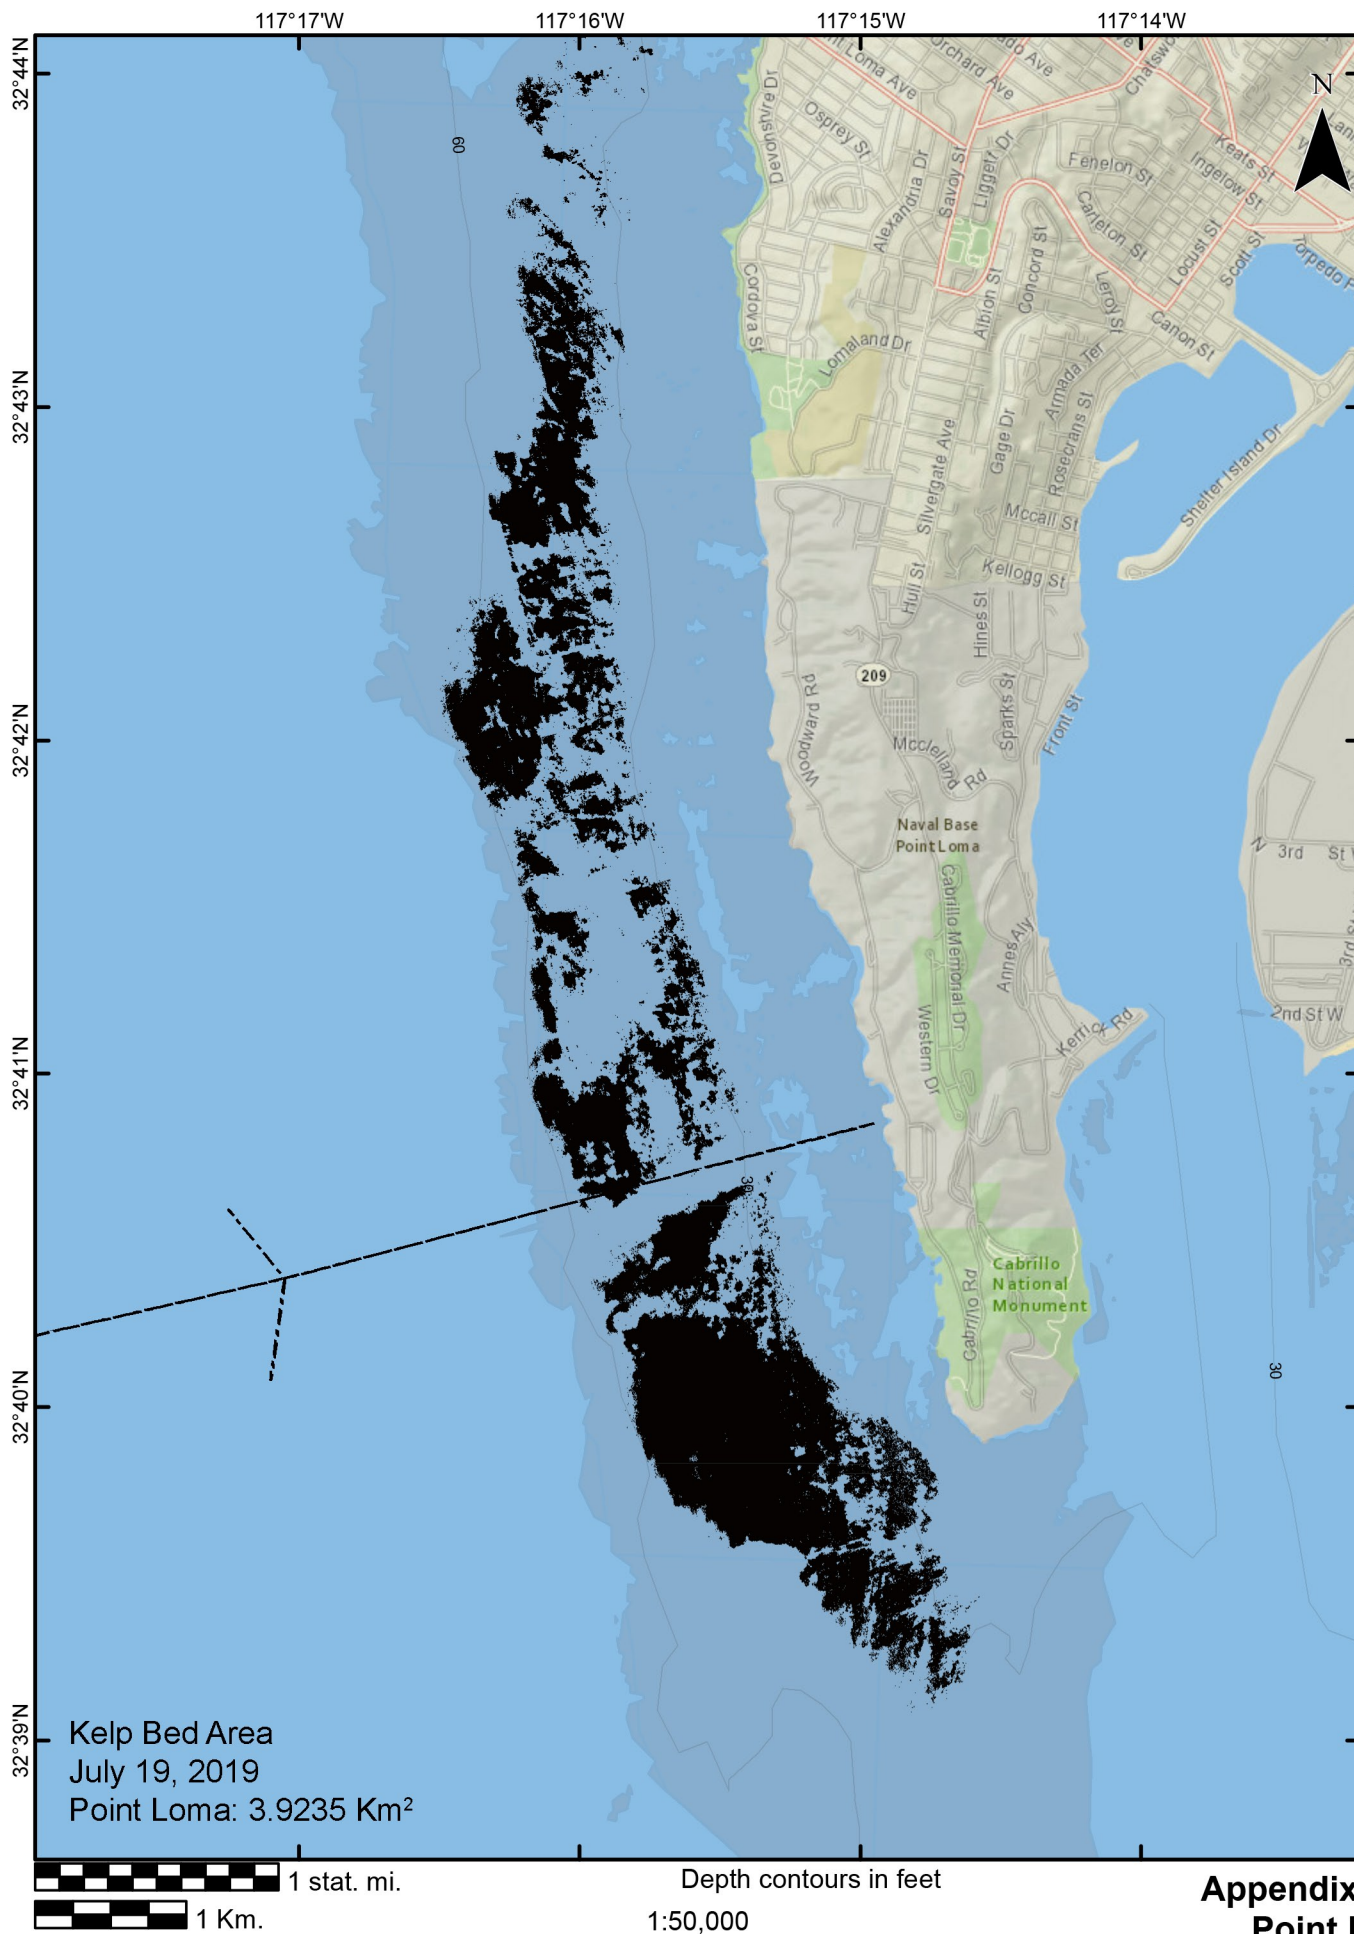 117°17'W
117°16'W
117°15'W
117°14'W
32°44'N
32°43'N
32°42'N
32°41'N
32°40'N
32°39'N
N
60
30
30
Loma Ave
Orchard Ave
Ave
Devonshire Dr
Osprey St
Alexandria Dr
Savoy St
Liggett Dr
Fenelon St
Keats St
Ingelow St
Carleton St
Locust St
Scott St
Torpedo
Cordova St
Concord St
Albion St
Leroy St
Canon St
Lomaland Dr
Armada Ter
Silvergate Ave
Gage Dr
Rosecrans St
Shelter Island Dr
Mccall St
Kellogg St
Hull St
Hines St
209
Woodward Rd
Sparks St
Front St
Mcclelland Rd
Naval Base
Point Loma
N 3rd St
Cabrillo Memorial Dr
Annes Aly
Western Dr
2nd St W
Cabrillo
National
Monument
Cabrillo Rd
Kelp Bed Area
July 19, 2019
Point Loma: 3.9235 Km²
1 stat. mi.
1 Km.
Depth contours in feet
1:50,000
Appendix
Point